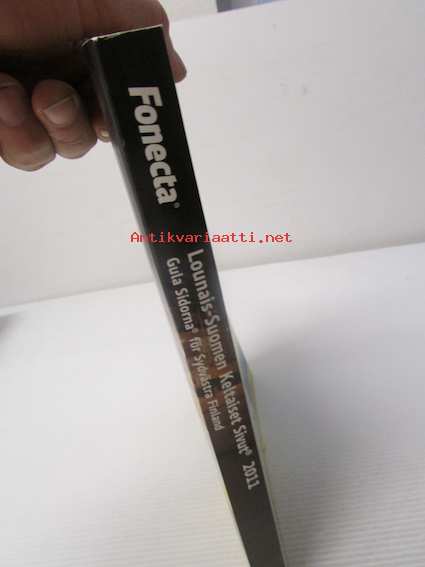 Fonecta®
Antikvariaatti.net
Lounais-Suomen Keltaiset Sivut® 2011
Gula Sidorna® för Sydvästra Finland